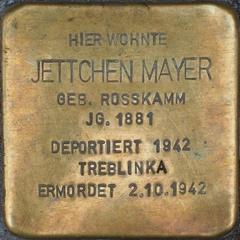 HIER WOHNTE
JETTCHEN MAYER
GEB. ROSSKAMM
JG. 1881
DEPORTIERT 1942
TREBLINKA
ERMORDET 2.10.1942